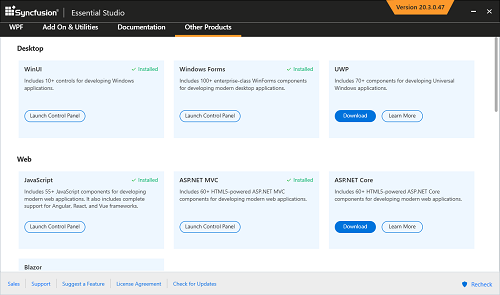 Syncfusion® Essential Studio
Version 20.3.0.47
WPF Add On & Utilities Documentation Other Products
Desktop
WinUI ✓ Installed
Includes 10+ controls for developing Windows
applications.
Launch Control Panel
Windows Forms ✓ Installed
Includes 100+ enterprise-class WinForms components
for developing modern desktop applications.
Launch Control Panel
UWP
Includes 70+ components for developing Universal
Windows applications.
Download Learn More
Web
JavaScript ✓ Installed
Includes 55+ JavaScript components for developing
modern web applications. It also includes complete
support for Angular, React, and Vue frameworks.
Launch Control Panel
ASP.NET MVC ✓ Installed
Includes 60+ HTML5-powered ASP.NET MVC
components for developing modern web applications.
Launch Control Panel
ASP.NET Core
Includes 60+ HTML5-powered ASP.NET Core
components for developing modern web applications.
Download Learn More
Blazor
Sales Support Suggest a Feature License Agreement Check for Updates Recheck